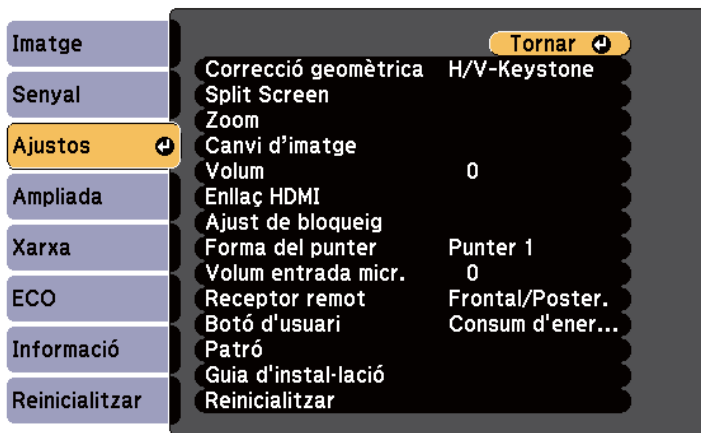 Imatge
Senyal
Ajustos
Ampliada
Xarxa
ECO
Informació
Reinicialitzar
Tornar
Correcció geomètrica H/V-Keystone
Split Screen
Zoom
Canvi d'imatge
Volum 0
Enllaç HDMI
Ajust de bloqueig
Forma del punter Punter 1
Volum entrada micr. 0
Receptor remot Frontal/Poster.
Botó d'usuari Consum d'ener...
Patró
Guia d'instal·lació
Reinicialitzar